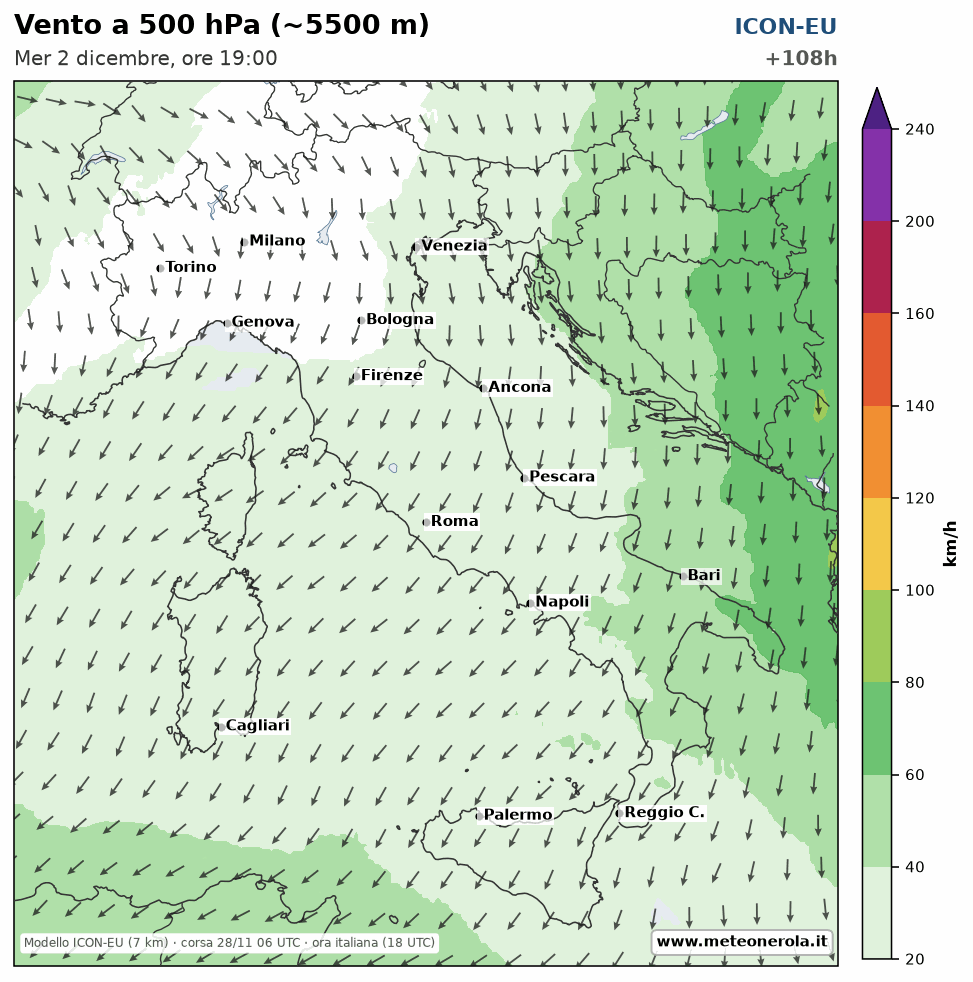 Vento a 500 hPa (~5500 m)
ICON-EU
Mer 2 dicembre, ore 19:00
+108h
Milano
Venezia
Torino
Genova
Bologna
Firenze
Ancona
Pescara
Roma
Bari
Napoli
Cagliari
Palermo
Reggio C.
240
200
160
140
120
100
80
60
40
20
km/h
Modello ICON-EU (7 km) · corsa 28/11 06 UTC · ora italiana (18 UTC)
www.meteonerola.it